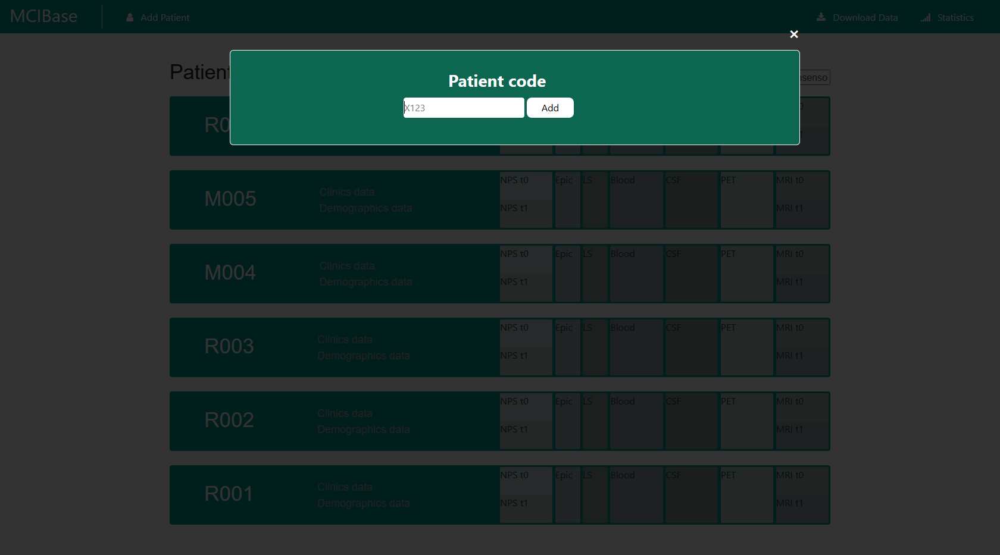 MCIBase Add Patient Download Data Statistics
×
Patient
Patient code
X123 Add
M005 Clinics data Demographics data NPS t0 NPS t1 Epic LS Blood CSF PET MRI t0 MRI t1
M004 Clinics data Demographics data NPS t0 NPS t1 Epic LS Blood CSF PET MRI t0 MRI t1
R003 Clinics data Demographics data NPS t0 NPS t1 Epic LS Blood CSF PET MRI t0 MRI t1
R002 Clinics data Demographics data NPS t0 NPS t1 Epic LS Blood CSF PET MRI t0 MRI t1
R001 Clinics data Demographics data NPS t0 NPS t1 Epic LS Blood CSF PET MRI t0 MRI t1